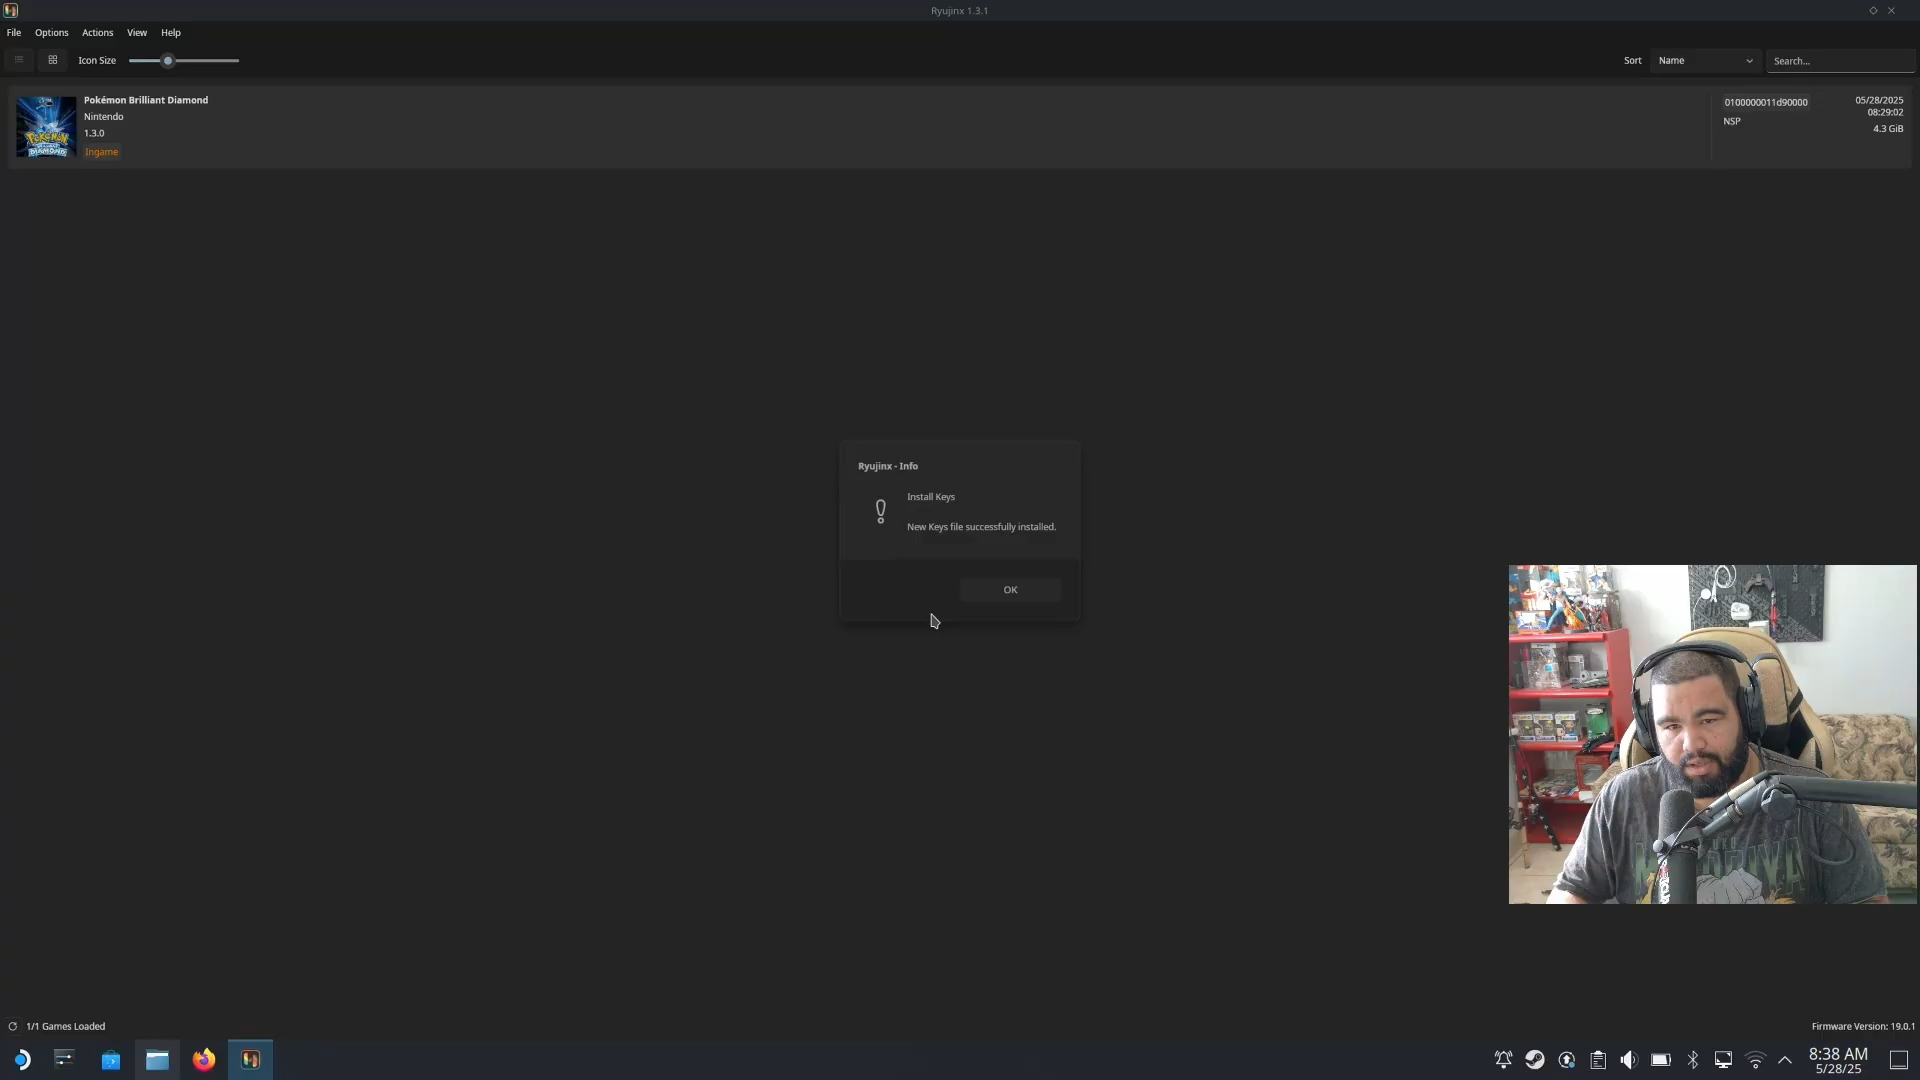 Ryujinx 1.3.1
File Options Actions View Help
Icon Size
Sort Name Search...
Pokémon Brilliant Diamond
Nintendo
1.3.0
Ingame
0100000011d90000
NSP
05/28/2025
08:29:02
4.3 GiB
POKÉMON
DIAMOND
Ryujinx - Info
Install Keys
New Keys file successfully installed.
OK
1/1 Games Loaded
Firmware Version: 19.0.1
8:38 AM
5/28/25